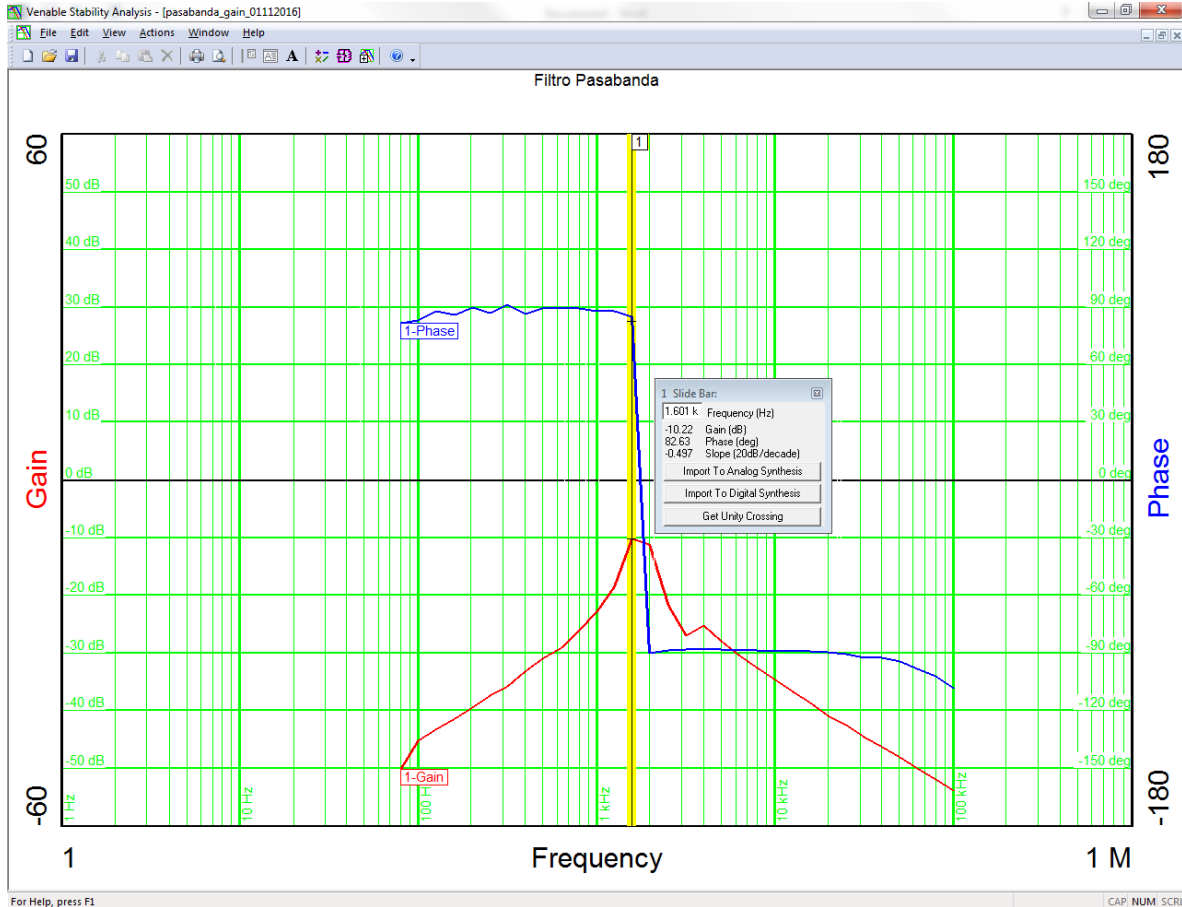 Venable Stability Analysis - [pasabanda_gain_01112016]
File Edit View Actions Window Help
Filtro Pasabanda
60
180
1
50 dB
150 deg
40 dB
120 deg
30 dB
90 deg
1-Phase
20 dB
60 deg
1 Slide Bar:
1.601 k Frequency (Hz)
-10.22 Gain (dB)
82.63 Phase (deg)
-0.497 Slope (20dB/decade)
Import To Analog Synthesis
Import To Digital Synthesis
Get Unity Crossing
10 dB
30 deg
Gain
0 dB
0 deg
Phase
-10 dB
-30 deg
-20 dB
-60 deg
-30 dB
-90 deg
-40 dB
-120 deg
-50 dB
-150 deg
1-Gain
-60
-180
1 Hz
10 Hz
100 H
1 kHz
10 kHz
100 kHz
1
Frequency
1 M
For Help, press F1
CAP NUM SCRL